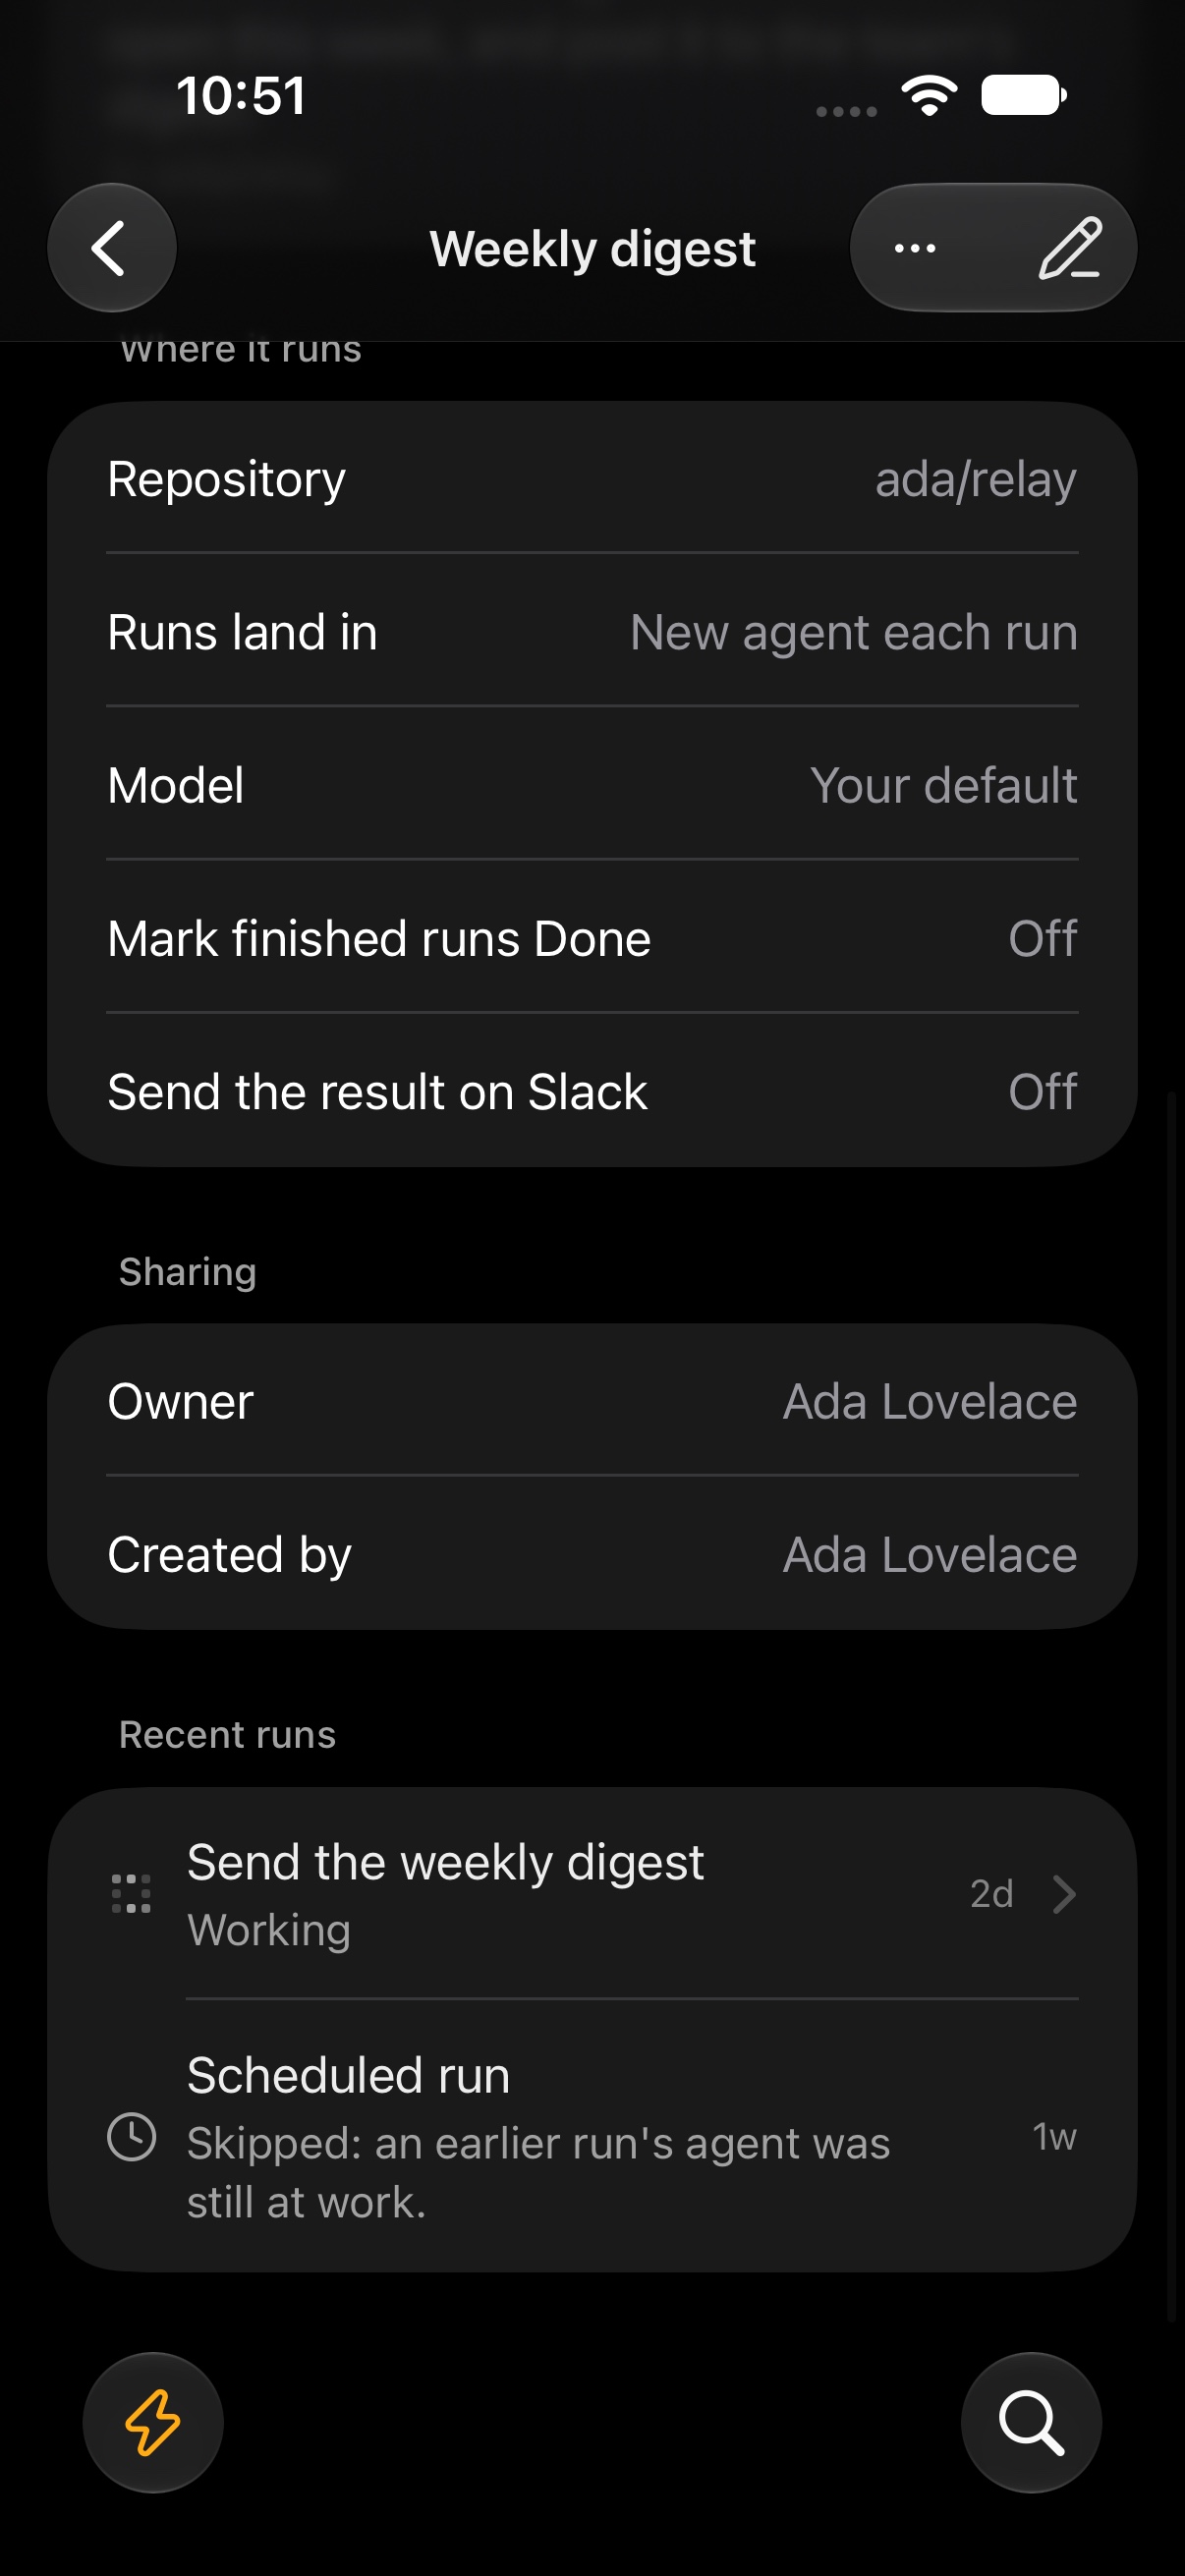 10:51
Weekly digest
Where it runs
Repository
ada/relay
Runs land in
New agent each run
Model
Your default
Mark finished runs Done
Off
Send the result on Slack
Off
Sharing
Owner
Ada Lovelace
Created by
Ada Lovelace
Recent runs
Send the weekly digest
Working
2d
Scheduled run
Skipped: an earlier run's agent was
still at work.
1w